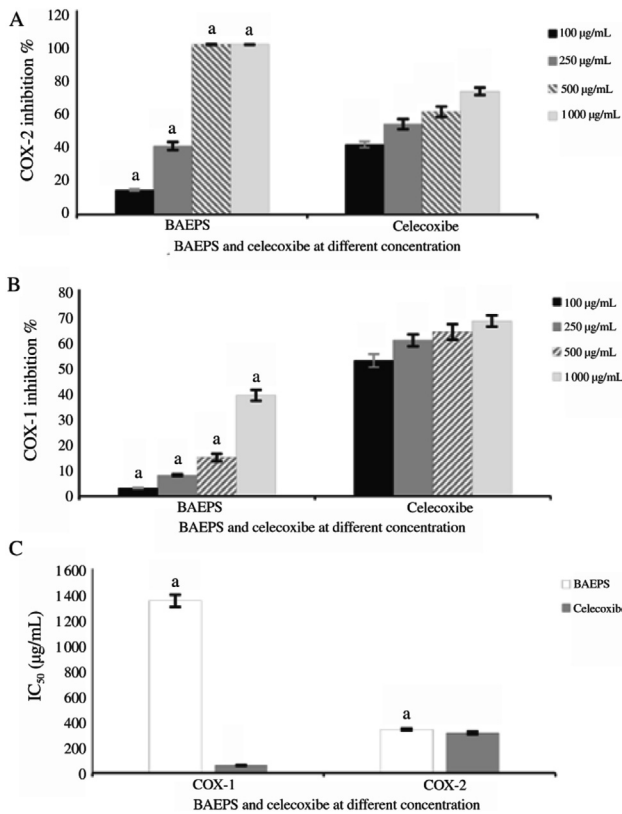 A
COX-2 inhibition %
120
100
80
60
40
20
0
a
a
a
a
BAEPS
Celecoxibe
BAEPS and celecoxibe at different concentration
100 μg/mL
250 μg/mL
500 μg/mL
1 000 μg/mL
B
COX-1 inhibition %
80
70
60
50
40
30
20
10
0
a
a
a
a
BAEPS
Celecoxibe
BAEPS and celecoxibe at different concentration
100 μg/mL
250 μg/mL
500 μg/mL
1 000 μg/mL
C
IC50 (μg/mL)
1 600
1 400
1 200
1 000
800
600
400
200
0
a
a
COX-1
COX-2
BAEPS and celecoxibe at different concentration
BAEPS
Celecoxibe